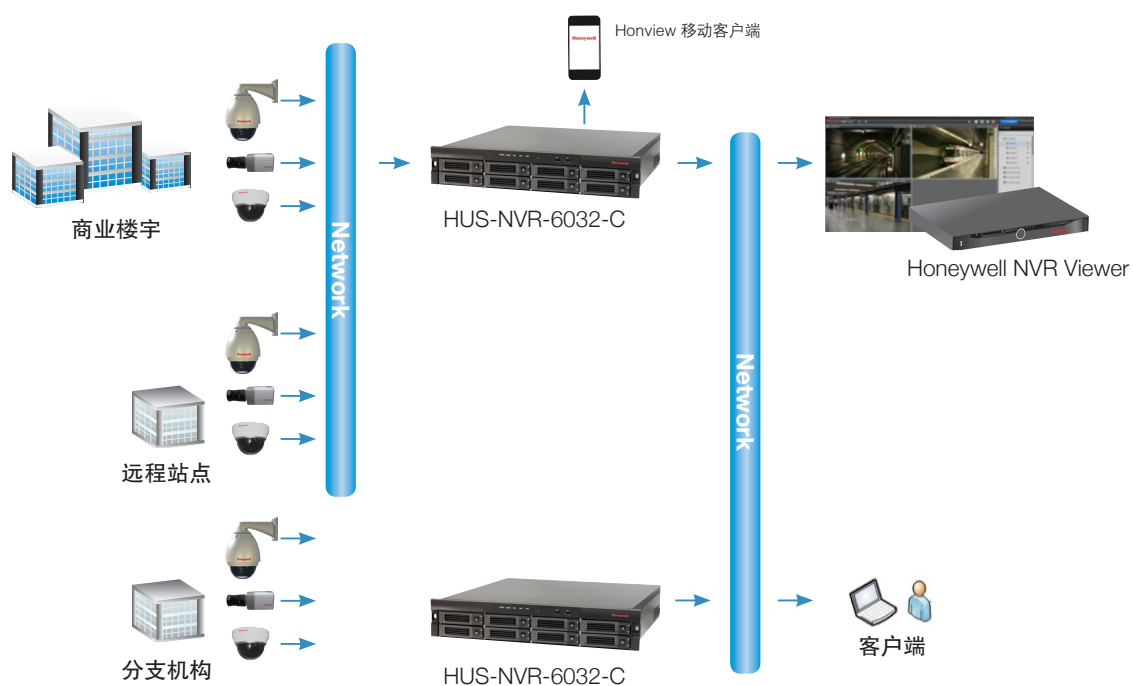 Honview 移动客户端
Honeywell
商业楼宇
Network
HUS-NVR-6032-C
Honeywell NVR Viewer
远程站点
Network
分支机构
HUS-NVR-6032-C
客户端